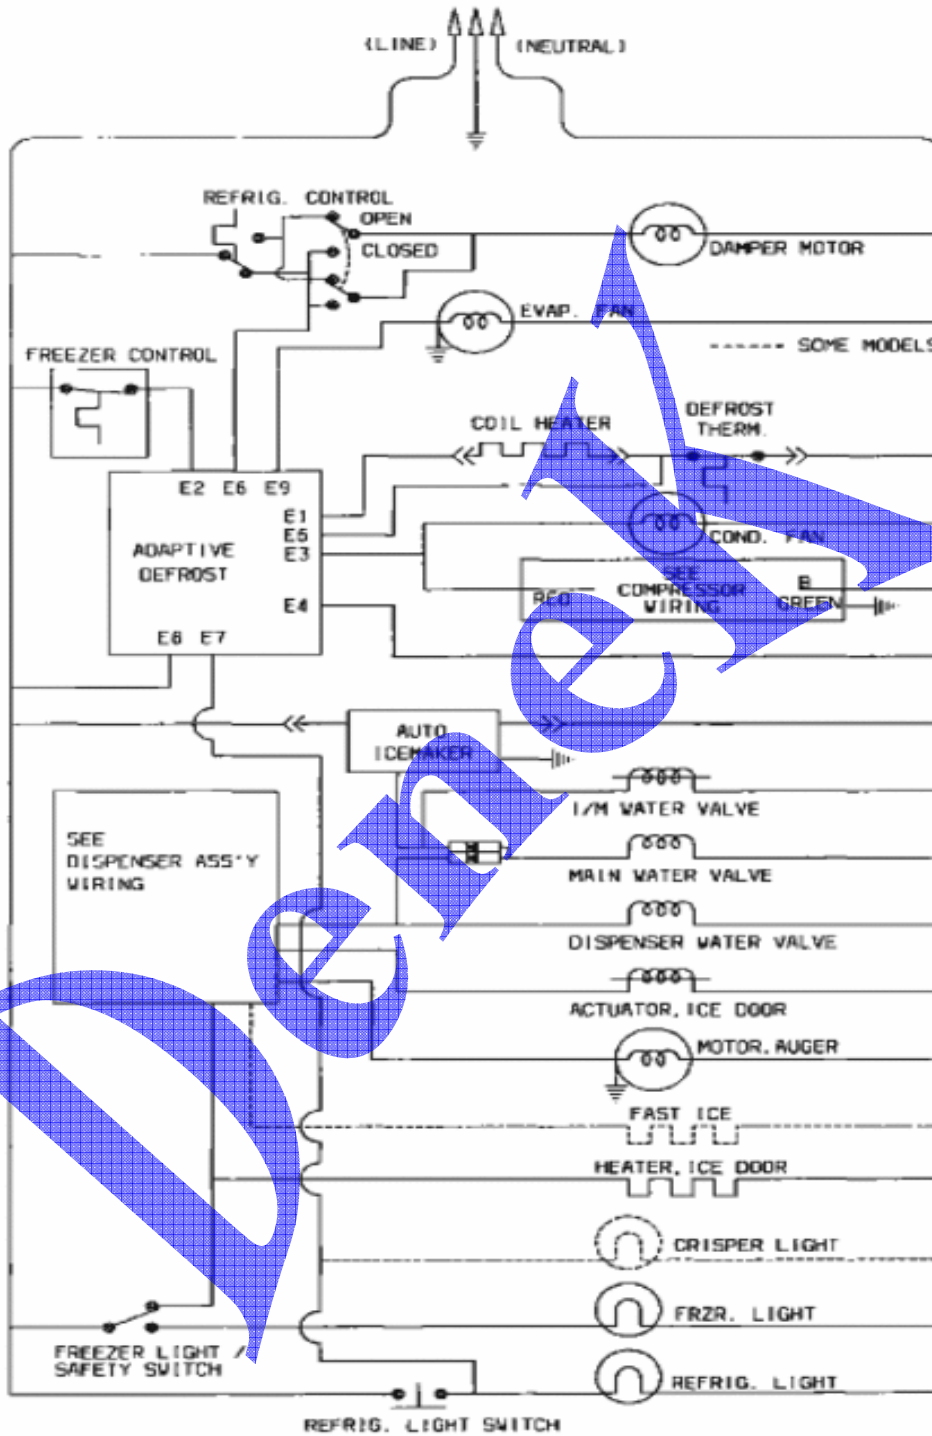 (LINE)
(NEUTRAL)
REFRIG. CONTROL
OPEN
CLOSED
DAMPER MOTOR
EVAP. FAN
SOME MODELS
FREEZER CONTROL
COIL HEATER
DEFROST
THERM.
E2 E6 E9
E1
E5
E3
E4
ADAPTIVE
DEFROST
E8 E7
COND. FAN
SEE
COMPRESSOR
WIRING
RED
B
GREEN
AUTO
ICEMAKER
I/M WATER VALVE
SEE
DISPENSER ASS'Y
WIRING
MAIN WATER VALVE
DISPENSER WATER VALVE
ACTUATOR, ICE DOOR
MOTOR, AUGER
FAST ICE
HEATER, ICE DOOR
CRISPER LIGHT
FRZR. LIGHT
FREEZER LIGHT /
SAFETY SWITCH
REFRIG. LIGHT
REFRIG. LIGHT SWITCH
DenerX